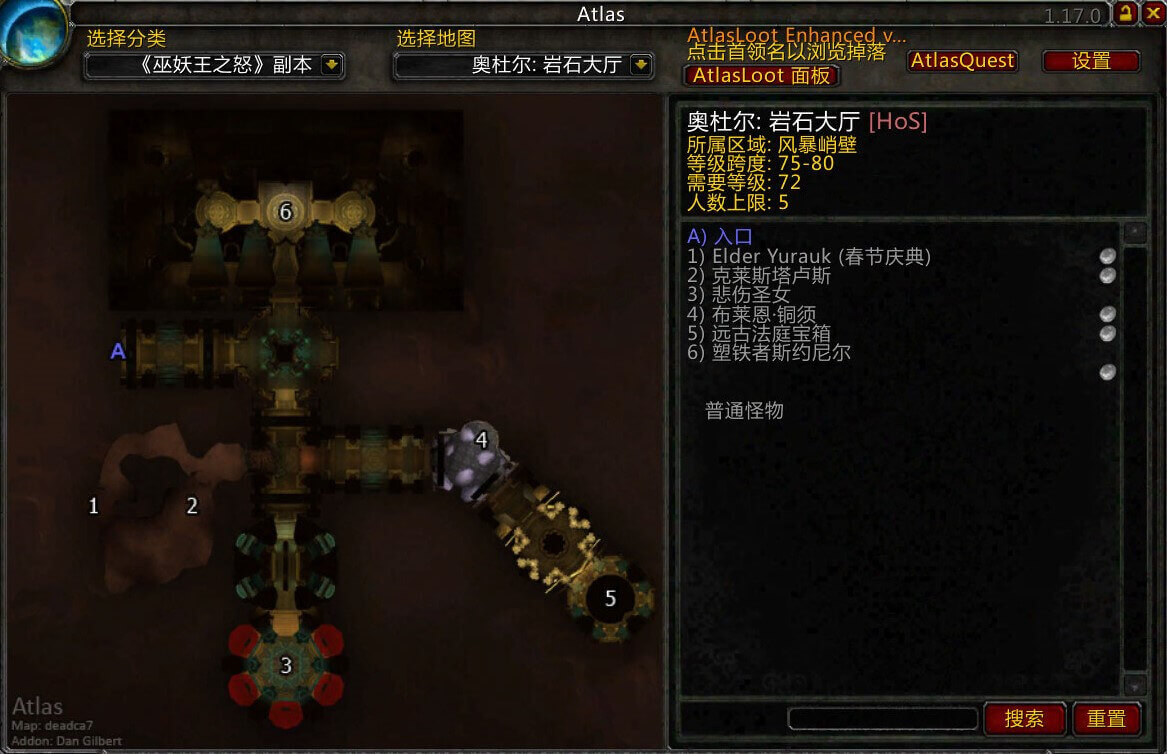 Atlas
1.17.0
选择分类
《巫妖王之怒》副本
选择地图
奥杜尔: 岩石大厅
AtlasLoot Enhanced v...
点击首领名以浏览掉落
AtlasLoot 面板
AtlasQuest
设置
奥杜尔: 岩石大厅 [HoS]
所属区域: 风暴峭壁
等级跨度: 75-80
需要等级: 72
人数上限: 5
A) 入口
1) Elder Yurauk (春节庆典)
2) 克莱斯塔卢斯
3) 悲伤圣女
4) 布莱恩·铜须
5) 远古法庭宝箱
6) 塑铁者斯约尼尔
普通怪物
6
A
4
1
2
5
3
Atlas
Map: deadca7
Addon: Dan Gilbert
搜索
重置